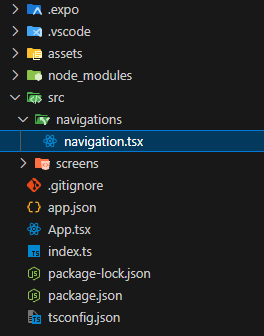 .expo
.vscode
assets
node_modules
src
navigations
navigation.tsx
screens
.gitignore
app.json
App.tsx
index.ts
package-lock.json
package.json
tsconfig.json